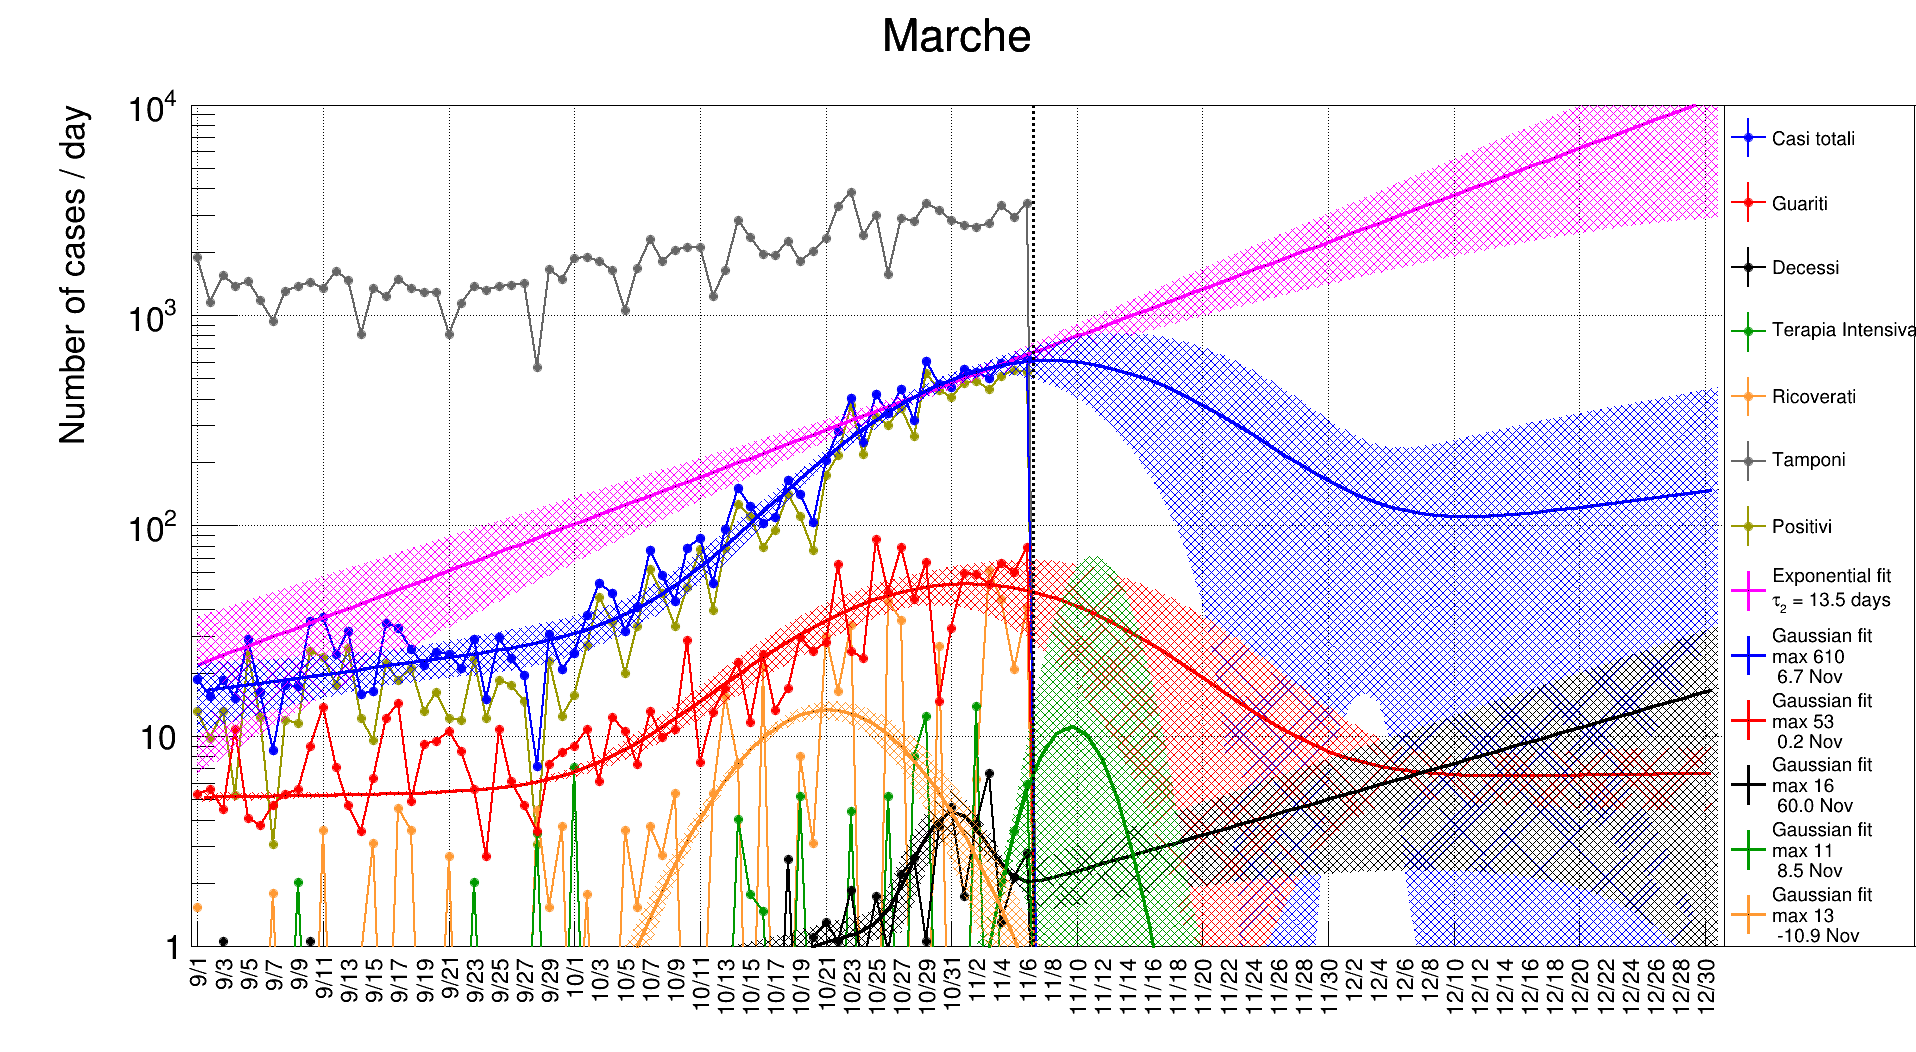 Marche
Number of cases / day
10^4
10^3
10^2
10
1
9/1 9/3 9/5 9/7 9/9 9/11 9/13 9/15 9/17 9/19 9/21 9/23 9/25 9/27 9/29 10/1 10/3 10/5 10/7 10/9 10/11 10/13 10/15 10/17 10/19 10/21 10/23 10/25 10/27 10/29 10/31 11/2 11/4 11/6 11/8 11/10 11/12 11/14 11/16 11/18 11/20 11/22 11/24 11/26 11/28 11/30 12/2 12/4 12/6 12/8 12/10 12/12 12/14 12/16 12/18 12/20 12/22 12/24 12/26 12/28 12/30
Casi totali
Guariti
Decessi
Terapia Intensiva
Ricoverati
Tamponi
Positivi
Exponential fit
τ₂ = 13.5 days
Gaussian fit
max 610
6.7 Nov
Gaussian fit
max 53
0.2 Nov
Gaussian fit
max 16
60.0 Nov
Gaussian fit
max 11
8.5 Nov
Gaussian fit
max 13
-10.9 Nov